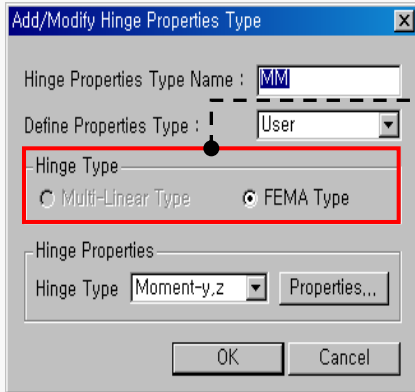 Add/Modify Hinge Properties Type
Hinge Properties Type Name : MM
Define Properties Type : User
Hinge Type
Multi-Linear Type FEMA Type
Hinge Properties
Hinge Type Moment-y,z Properties,,,
OK Cancel